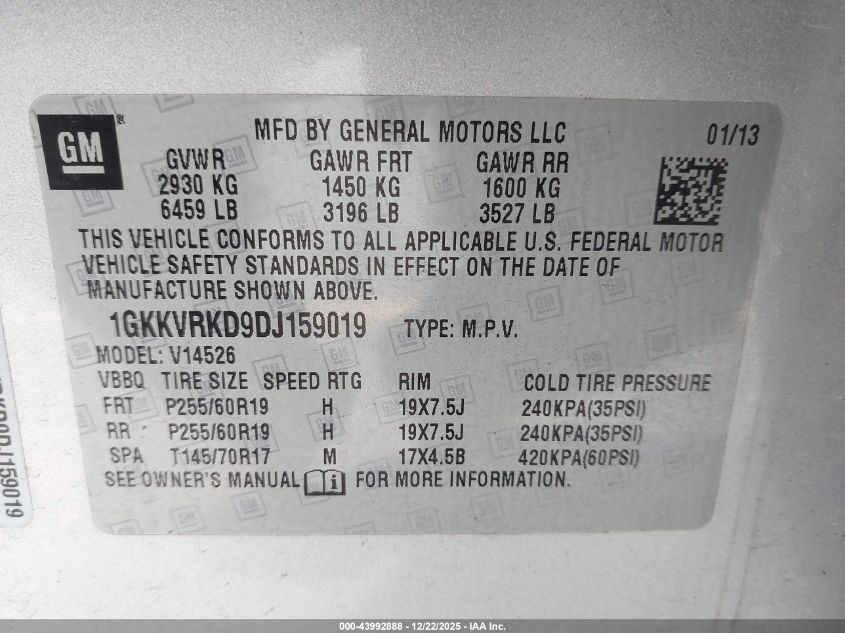 GM
®
MFD BY GENERAL MOTORS LLC 01/13
GVWR GAWR FRT GAWR RR
2930 KG 1450 KG 1600 KG
6459 LB 3196 LB 3527 LB
THIS VEHICLE CONFORMS TO ALL APPLICABLE U.S. FEDERAL MOTOR
VEHICLE SAFETY STANDARDS IN EFFECT ON THE DATE OF
MANUFACTURE SHOWN ABOVE.
1GKKVRKD9DJ159019 TYPE: M.P.V.
MODEL: V14526
VBBQ TIRE SIZE SPEED RTG RIM COLD TIRE PRESSURE
FRT P255/60R19 H 19X7.5J 240KPA(35PSI)
RR P255/60R19 H 19X7.5J 240KPA(35PSI)
SPA T145/70R17 M 17X4.5B 420KPA(60PSI)
SEE OWNER'S MANUAL i FOR MORE INFORMATION.
J159019
000-43992888 - 12/22/2025 - IAA Inc.